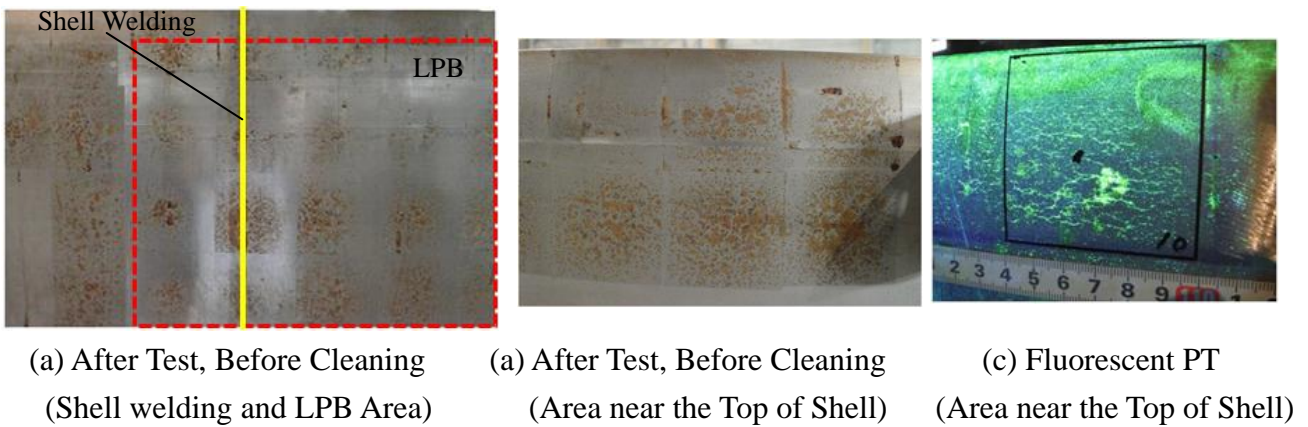 Shell Welding
LPB
10
2 3 4 5 6 7 8 9 10 1
(a) After Test, Before Cleaning
(Shell welding and LPB Area)
(a) After Test, Before Cleaning
(Area near the Top of Shell)
(c) Fluorescent PT
(Area near the Top of Shell)